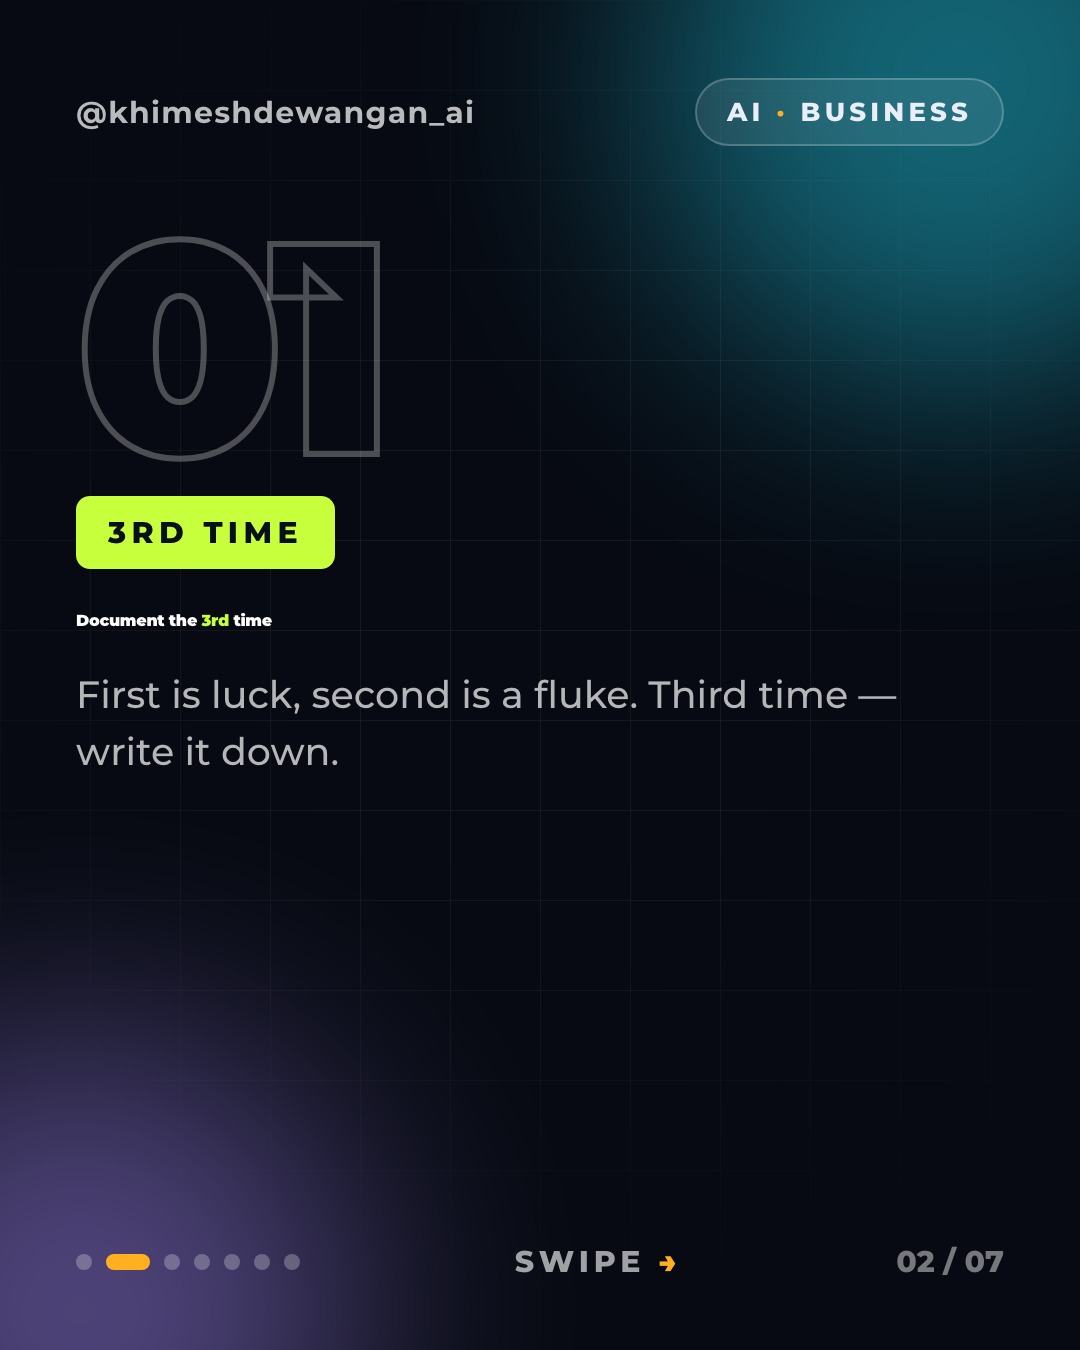 @khimeshdewangan_ai
AI • BUSINESS
01
3RD TIME
Document the 3rd time
First is luck, second is a fluke. Third time —
write it down.
SWIPE →
02 / 07